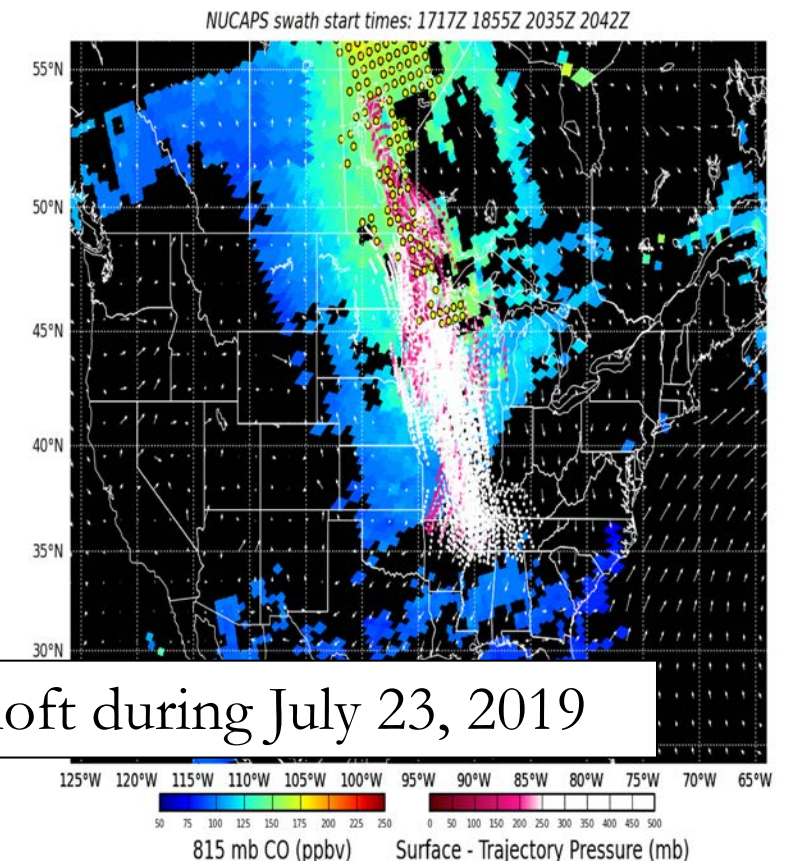 NUCAPS swath start times: 1717Z 1855Z 2035Z 2042Z
55°N
50°N
45°N
40°N
35°N
30°N
during July 23, 2019
125°W 120°W 115°W 110°W 105°W 100°W 95°W 90°W 85°W 80°W 75°W 70°W 65°W
50 75 100 125 150 175 200 225 250 0 50 100 150 200 250 300 350 400 450 500
815 mb CO (ppbv) Surface - Trajectory Pressure (mb)